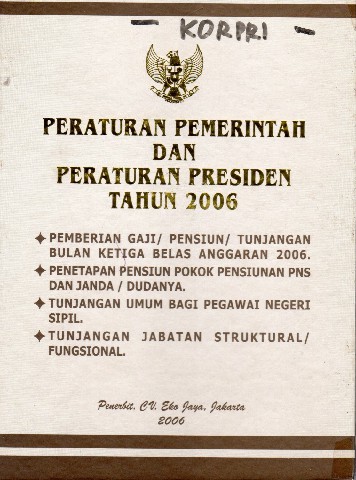 - KORPRI -
PERATURAN PEMERINTAH
DAN
PERATURAN PRESIDEN
TAHUN 2006
PEMBERIAN GAJI/ PENSIUN/ TUNJANGAN
BULAN KETIGA BELAS ANGGARAN 2006.
PENETAPAN PENSIUN POKOK PENSIUNAN PNS
DAN JANDA / DUDANYA.
TUNJANGAN UMUM BAGI PEGAWAI NEGERI
SIPIL.
TUNJANGAN JABATAN STRUKTURAL/
FUNGSIONAL.
Penerbit. CV. Eko Jaya, Jakarta
2006